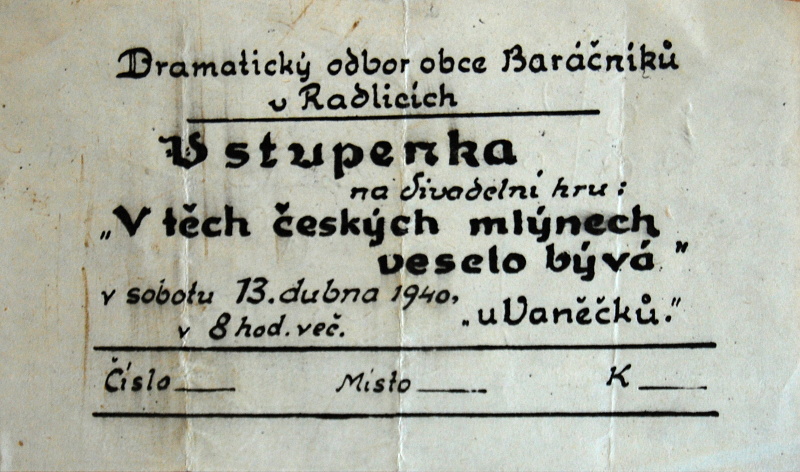 Dramatický odbor obce Baráčníků
v Radlicích
Vstupenka
na divadelní hru:
„V těch českých mlýnech
veselo bývá"
v sobotu 13. dubna 1940,
v 8 hod. več.
„u Vaněčků."
Číslo Místo K